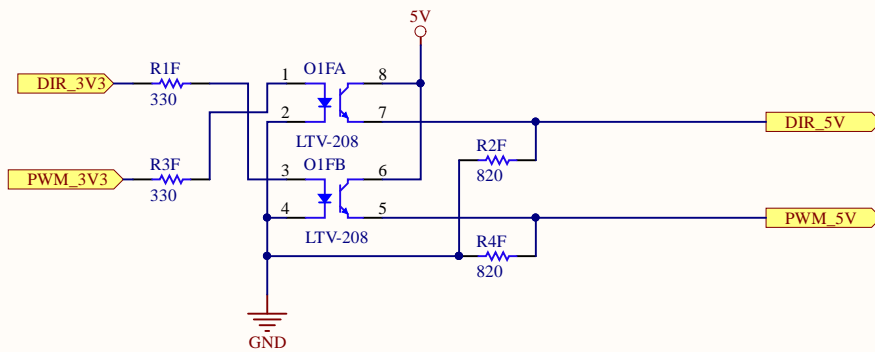 5V
R1F
O1FA
DIR_3V3
1
8
330
2
7
LTV-208
DIR_5V
R2F
820
O1FB
R3F
3
6
PWM_3V3
330
4
5
LTV-208
PWM_5V
R4F
820
GND